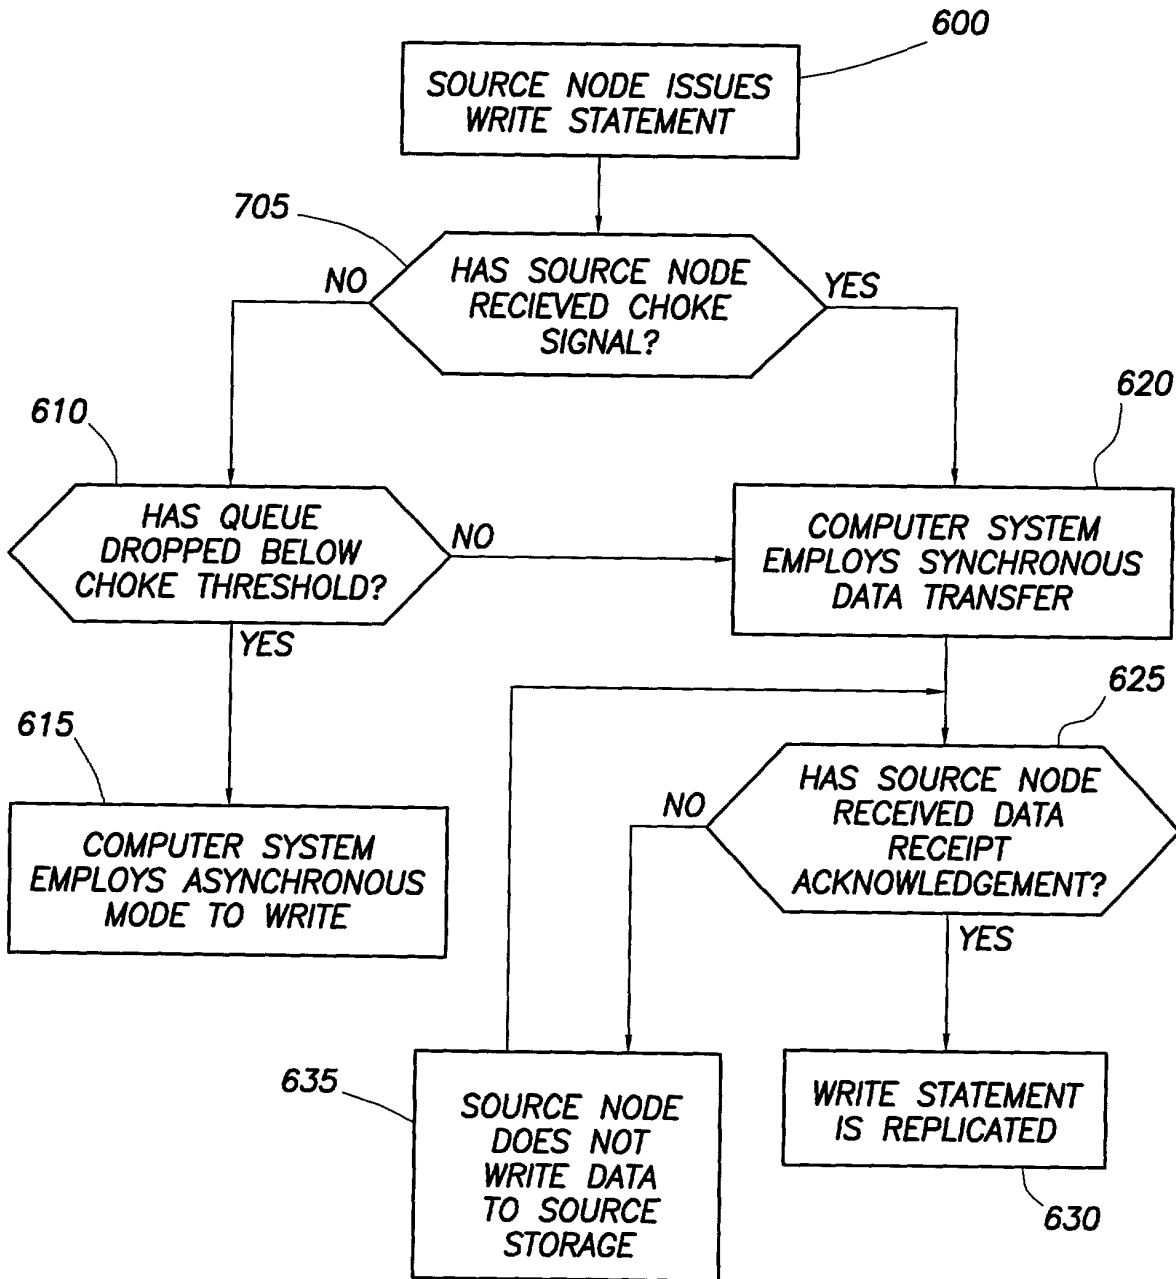 600
SOURCE NODE ISSUES
WRITE STATEMENT
705
NO
HAS SOURCE NODE
RECIEVED CHOKE
SIGNAL?
YES
610
620
HAS QUEUE
DROPPED BELOW
CHOKE THRESHOLD?
NO
COMPUTER SYSTEM
EMPLOYS SYNCHRONOUS
DATA TRANSFER
YES
615
625
COMPUTER SYSTEM
EMPLOYS ASYNCHRONOUS
MODE TO WRITE
NO
HAS SOURCE NODE
RECEIVED DATA
RECEIPT
ACKNOWLEDGEMENT?
YES
635
SOURCE NODE
DOES NOT
WRITE DATA
TO SOURCE
STORAGE
WRITE STATEMENT
IS REPLICATED
630